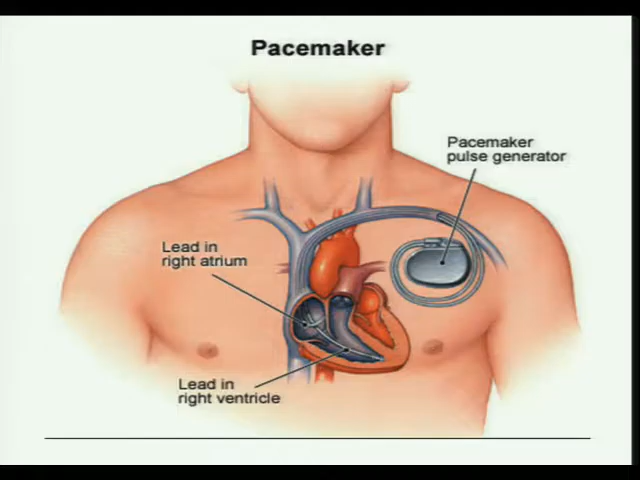 Pacemaker
Pacemaker
pulse generator
Lead in
right atrium
Lead in
right ventricle